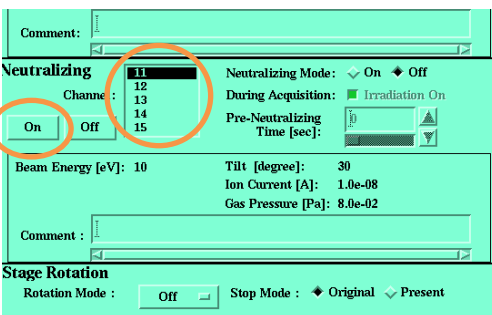 Comment:
Neutralizing
Channel:
11
12
13
14
15
Neutralizing Mode: On Off
During Acquisition: Irradiation On
On Off
Pre-Neutralizing
Time [sec]:
0
Beam Energy [eV]: 10
Tilt [degree]: 30
Ion Current [A]: 1.0e-08
Gas Pressure [Pa]: 8.0e-02
Comment :
Stage Rotation
Rotation Mode : Off Stop Mode : Original Present